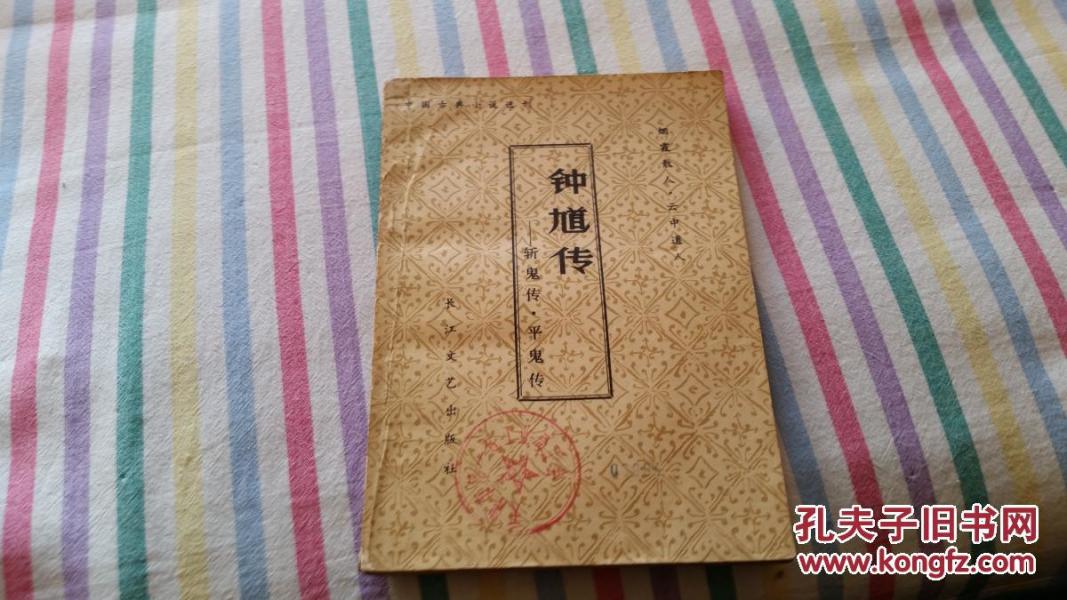 中国古典小说选刊
烟霞散人·云中道人
钟馗传
——斩鬼传·平鬼传
长江文艺出版社
孔夫子旧书网
www.kongfz.com